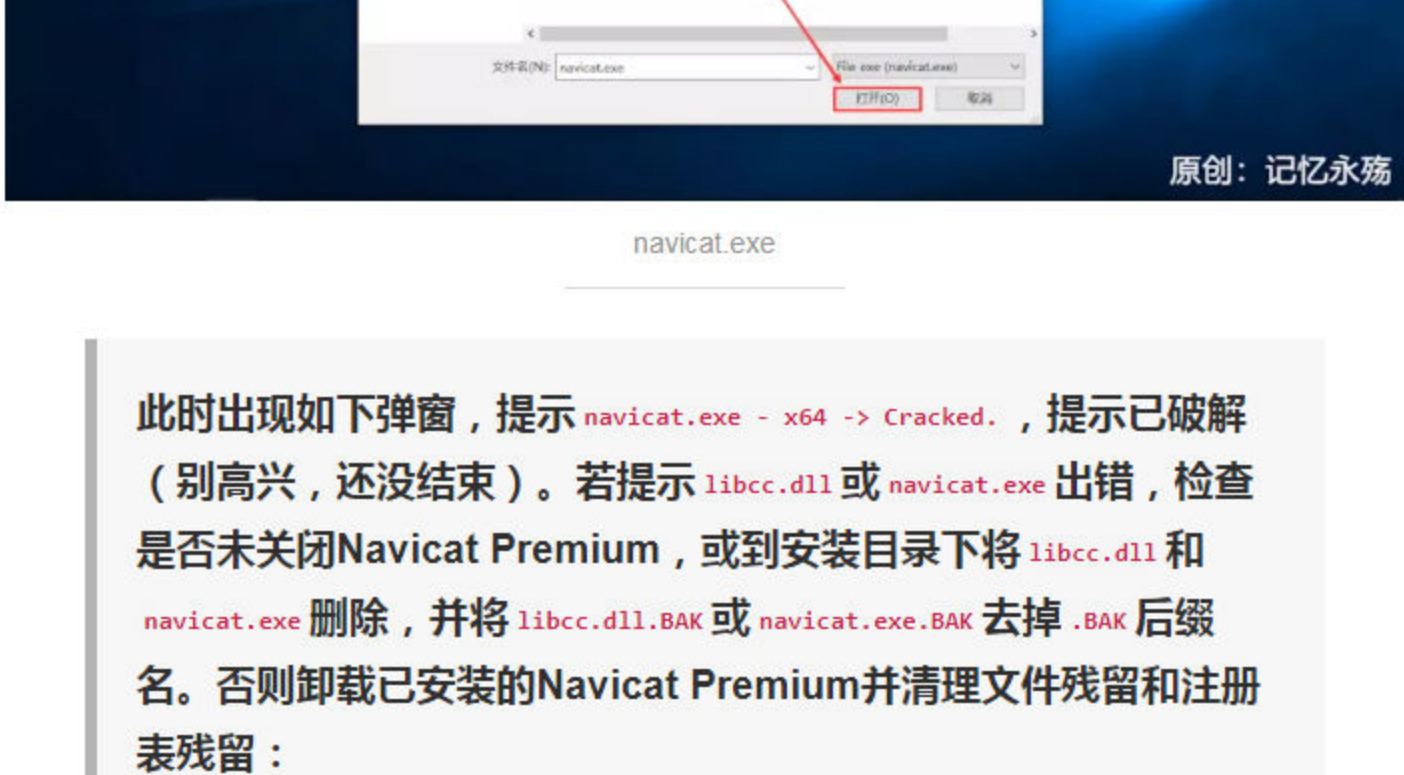 文件名(N): navicat.exe File exe (navicat.exe)
打开(O) 取消
原创：记忆永殇
navicat.exe
此时出现如下弹窗，提示 navicat.exe - x64 -> Cracked. ，提示已破解
（别高兴，还没结束）。若提示 libcc.dll 或 navicat.exe 出错，检查
是否未关闭Navicat Premium，或到安装目录下将 libcc.dll 和
navicat.exe 删除，并将 libcc.dll.BAK 或 navicat.exe.BAK 去掉 .BAK 后缀
名。否则卸载已安装的Navicat Premium并清理文件残留和注册
表残留：